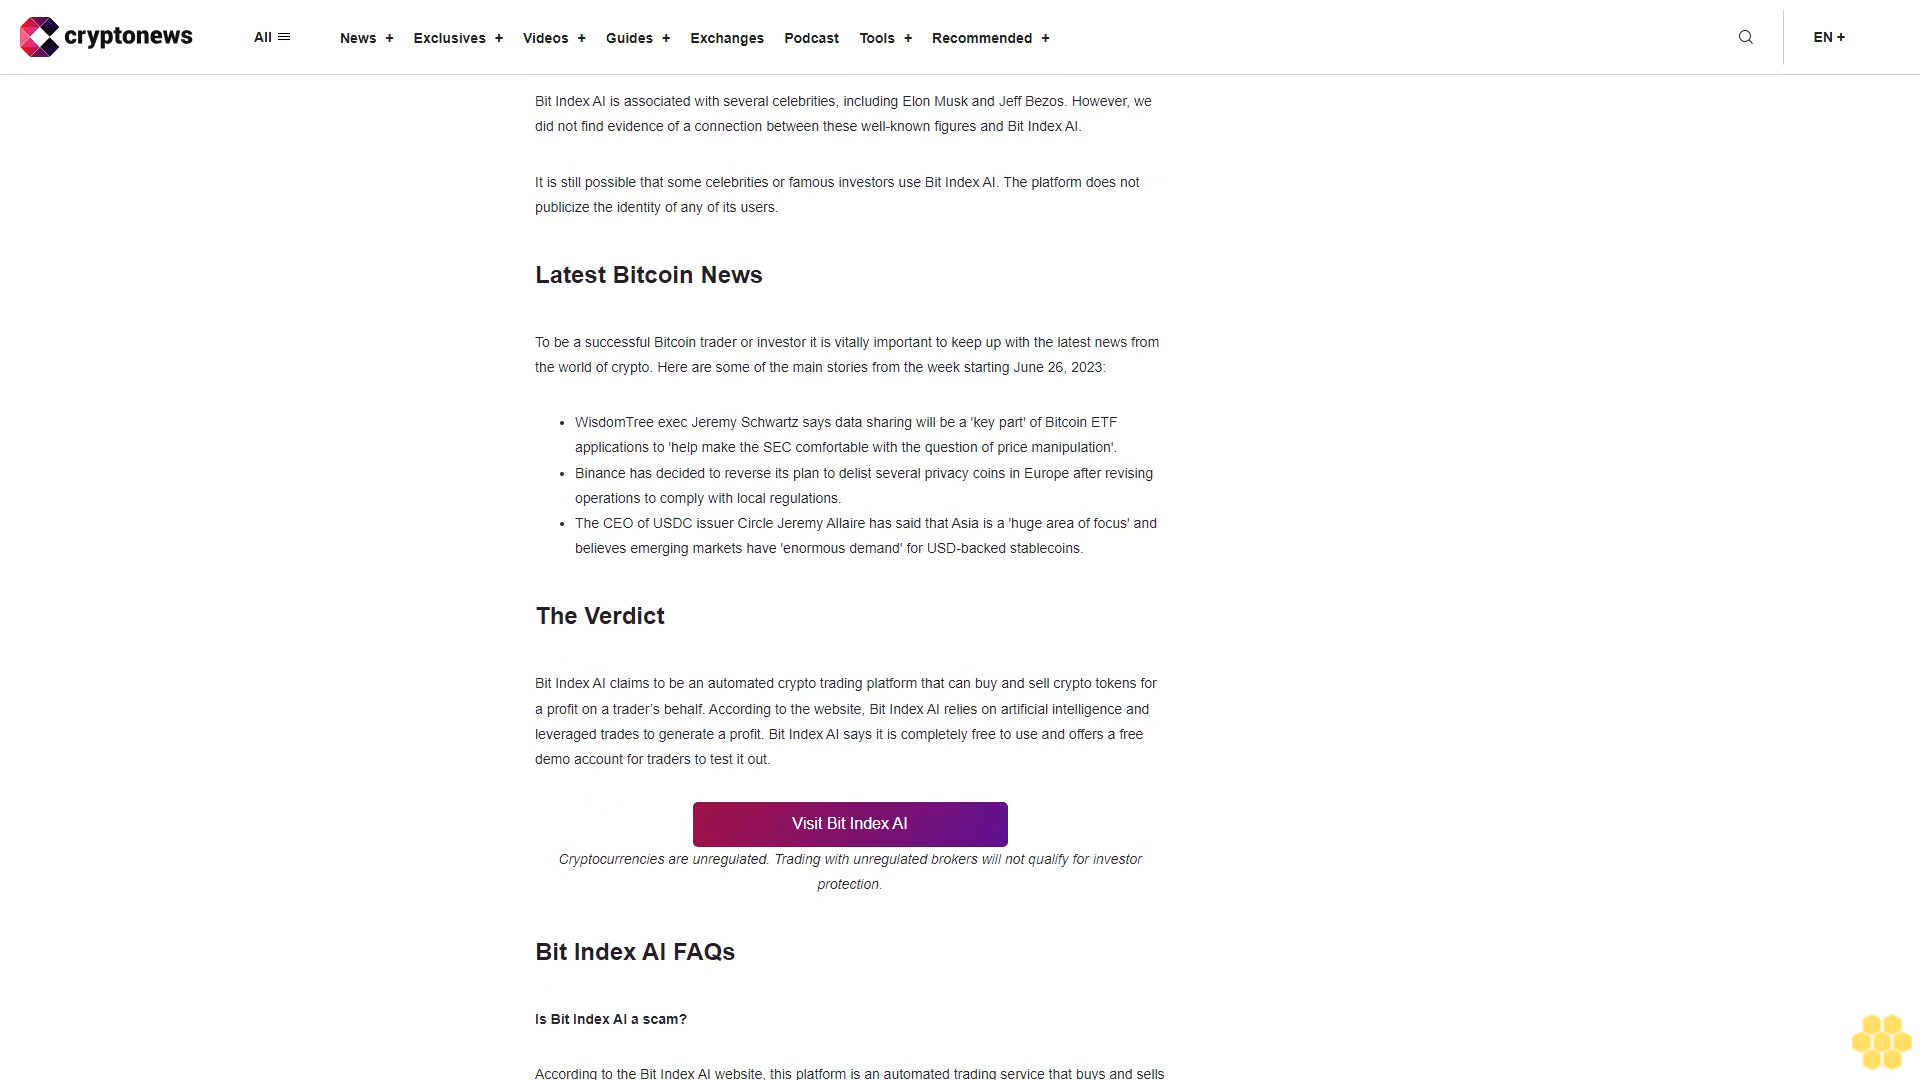 cryptonews
All
News +
Exclusives +
Videos +
Guides +
Exchanges
Podcast
Tools +
Recommended +
EN +
Bit Index AI is associated with several celebrities, including Elon Musk and Jeff Bezos. However, we
did not find evidence of a connection between these well-known figures and Bit Index AI.
It is still possible that some celebrities or famous investors use Bit Index AI. The platform does not
publicize the identity of any of its users.
Latest Bitcoin News
To be a successful Bitcoin trader or investor it is vitally important to keep up with the latest news from
the world of crypto. Here are some of the main stories from the week starting June 26, 2023:
• WisdomTree exec Jeremy Schwartz says data sharing will be a 'key part' of Bitcoin ETF
applications to 'help make the SEC comfortable with the question of price manipulation'.
• Binance has decided to reverse its plan to delist several privacy coins in Europe after revising
operations to comply with local regulations.
• The CEO of USDC issuer Circle Jeremy Allaire has said that Asia is a 'huge area of focus' and
believes emerging markets have 'enormous demand' for USD-backed stablecoins.
The Verdict
Bit Index AI claims to be an automated crypto trading platform that can buy and sell crypto tokens for
a profit on a trader’s behalf. According to the website, Bit Index AI relies on artificial intelligence and
leveraged trades to generate a profit. Bit Index AI says it is completely free to use and offers a free
demo account for traders to test it out.
Visit Bit Index AI
Cryptocurrencies are unregulated. Trading with unregulated brokers will not qualify for investor
protection.
Bit Index AI FAQs
Is Bit Index AI a scam?
According to the Bit Index AI website, this platform is an automated trading service that buys and sells